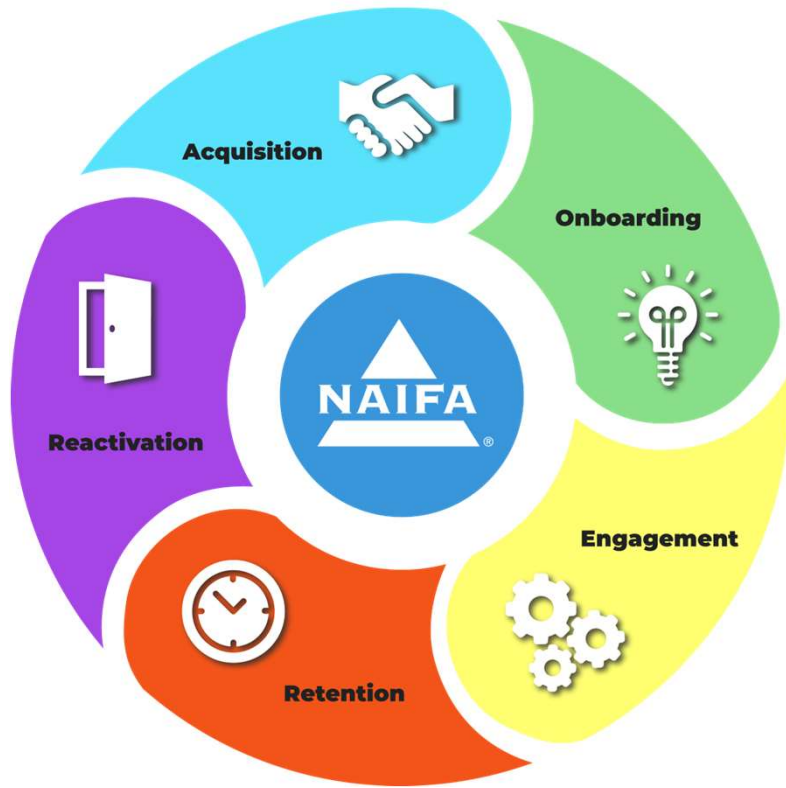 Acquisition
Onboarding
Engagement
Retention
Reactivation
NAIFA
®